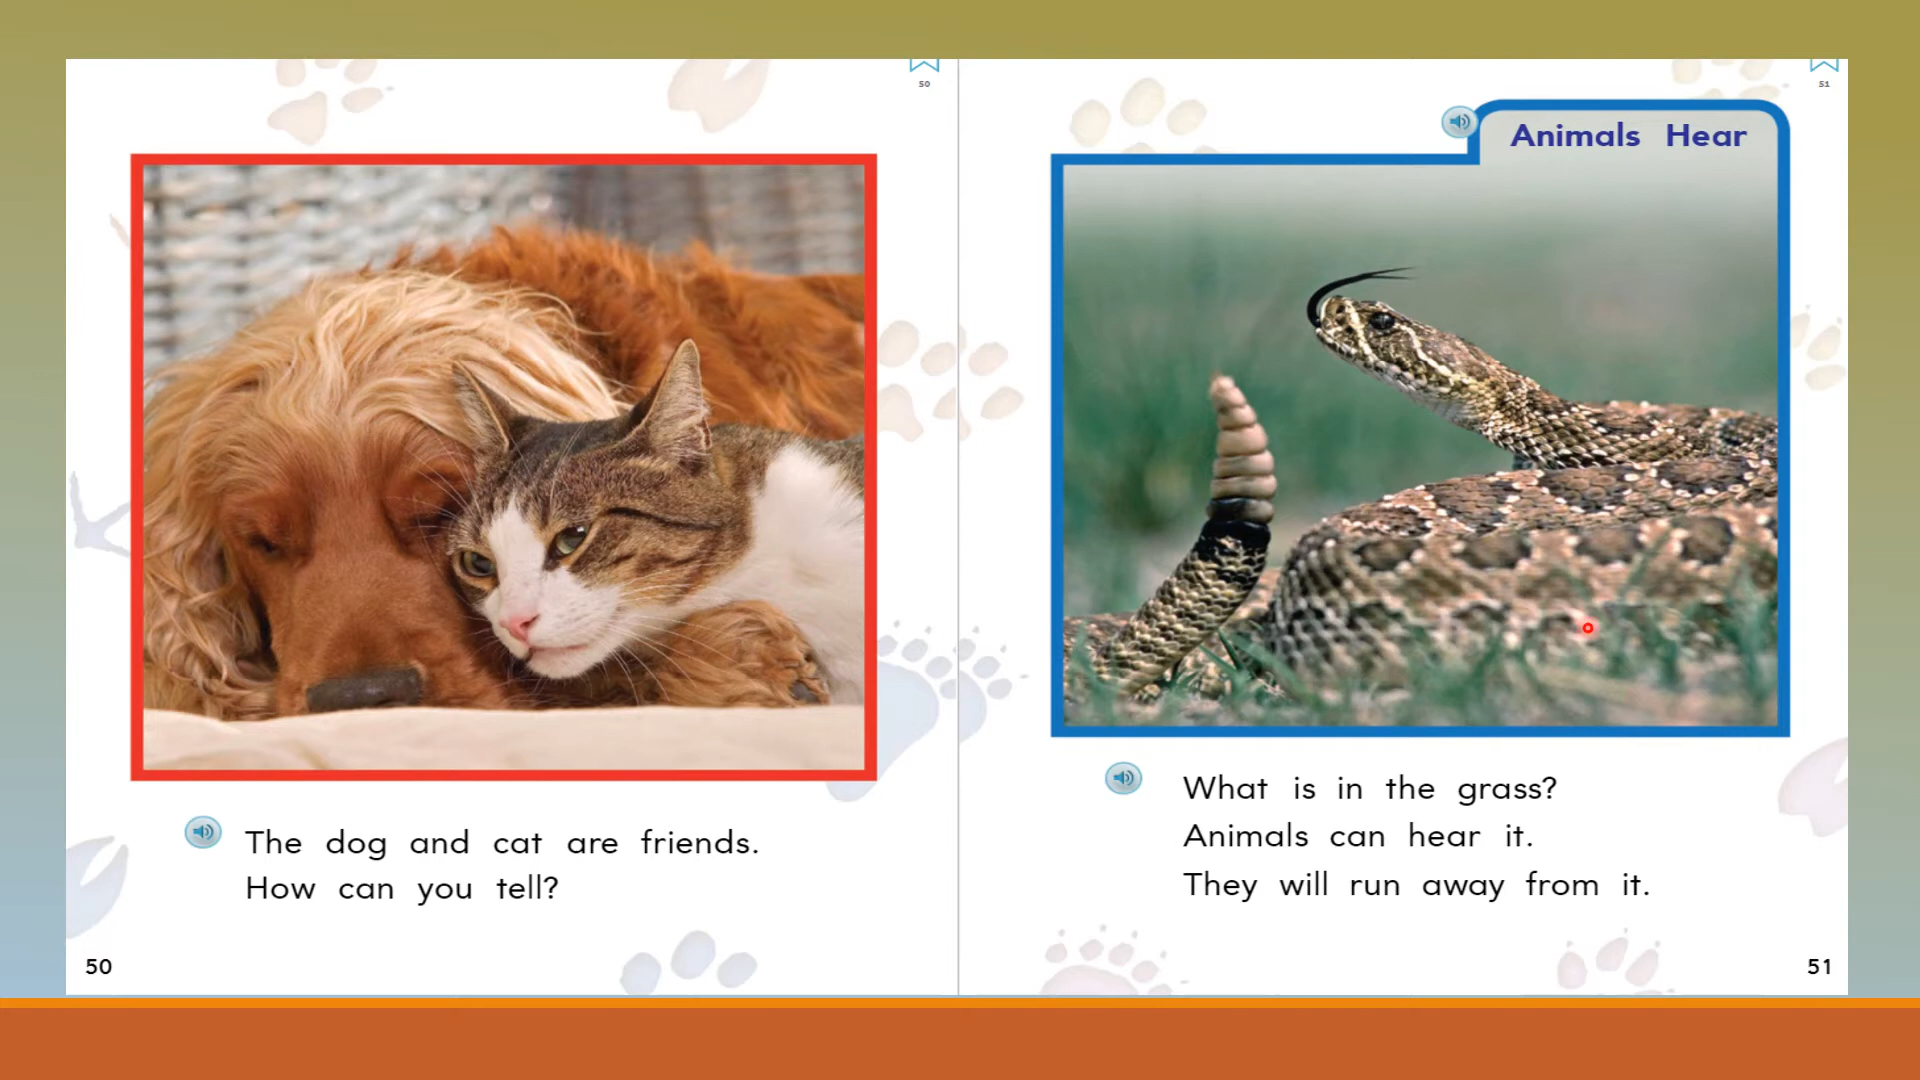 50
The dog and cat are friends.
How can you tell?
50
51
Animals Hear
What is in the grass?
Animals can hear it.
They will run away from it.
51